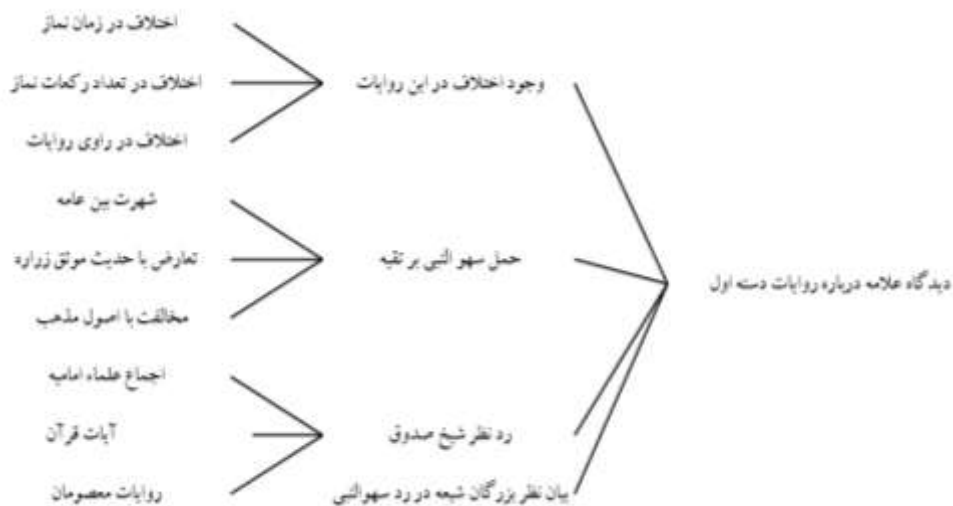 دیدگاه علامه درباره روایات دسته اول
وجود اختلاف در این روایات
اختلاف در زمان نماز
اختلاف در تعداد رکعات نماز
اختلاف در راوی روایات
حمل سهو النبی بر تقیه
شهرت بین عامه
تعارض با حدیث موثق زراره
مخالفت با اصول مذهب
رد نظر شیخ صدوق
اجماع علماء امامیه
آیات قرآن
روایات معصومان
بیان نظر بزرگان شیعه در رد سهوالنبی